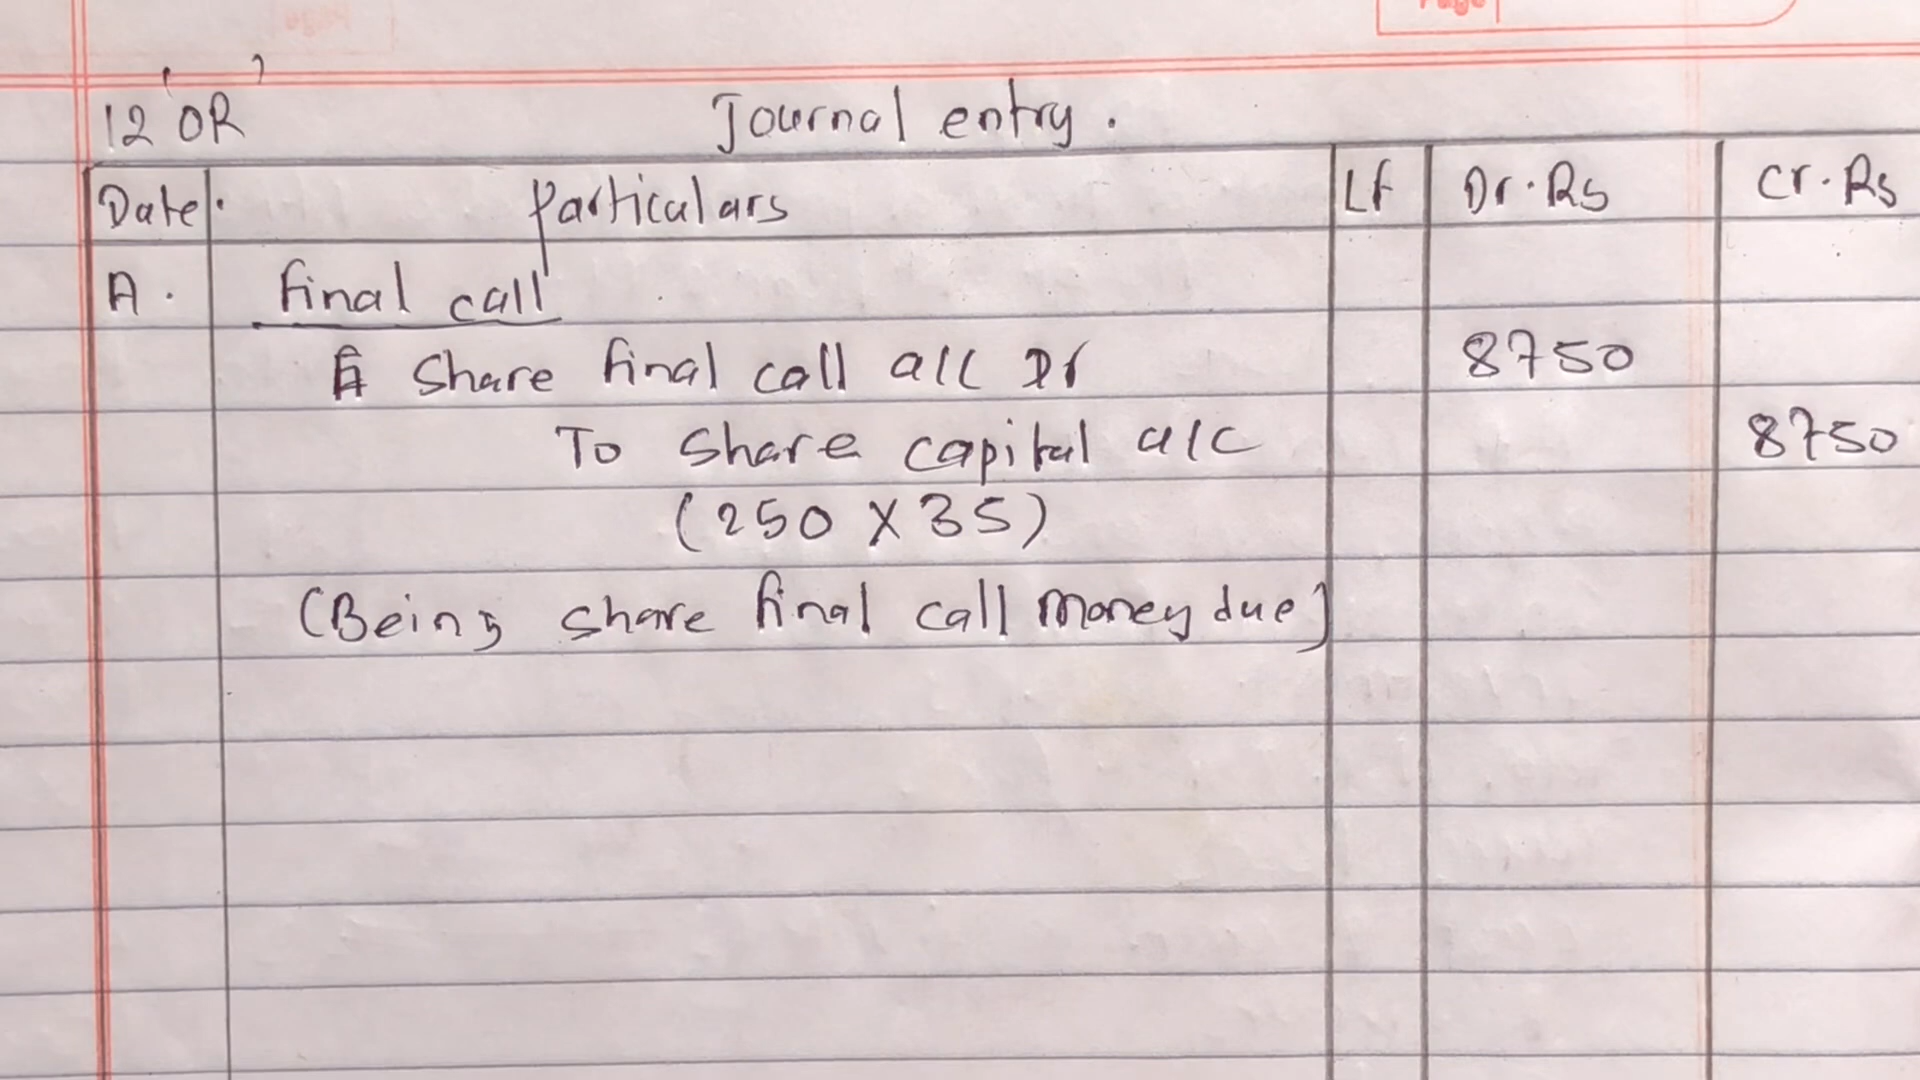 12 'OR'
Journal entry.
Date. Particulars LF Dr. Rs Cr. Rs
A. Final call
Share final call a/c Dr 8750
To share capital a/c 8750
(250 X 35)
(Being share final call money due)